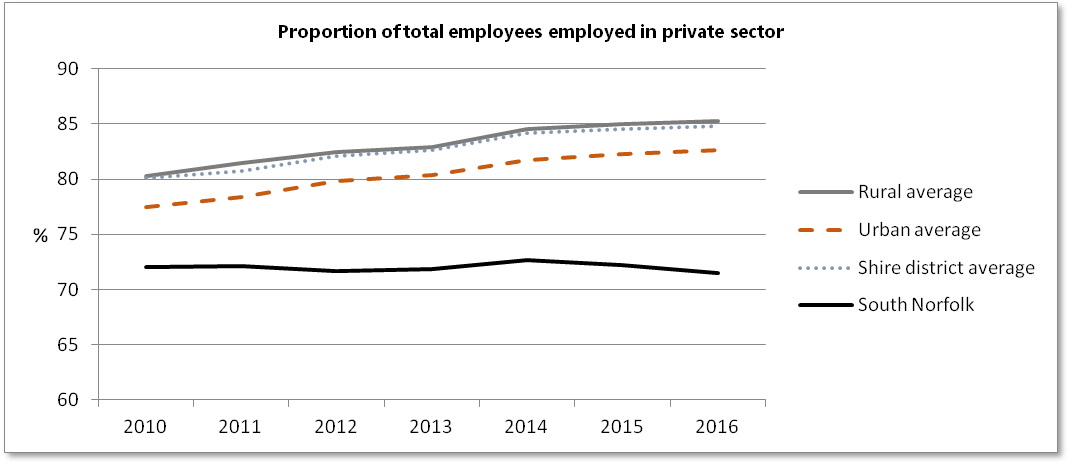 Proportion of total employees employed in private sector
90
85
80
75
70
65
60
%
2010 2011 2012 2013 2014 2015 2016
Rural average
Urban average
Shire district average
South Norfolk